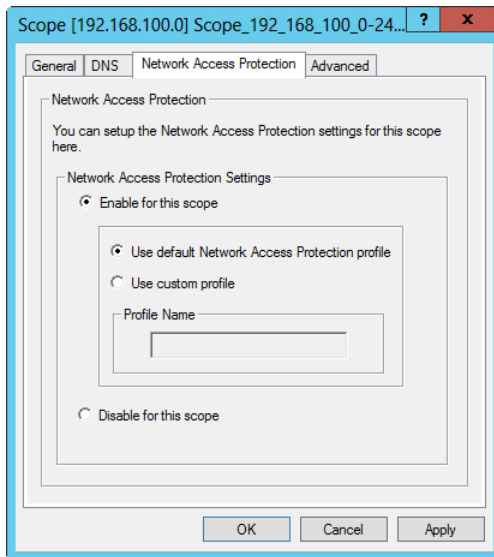 Scope [192.168.100.0] Scope_192_168_100_0-24...
?
x
General
DNS
Network Access Protection
Advanced
Network Access Protection
You can setup the Network Access Protection settings for this scope
here.
Network Access Protection Settings
Enable for this scope
Use default Network Access Protection profile
Use custom profile
Profile Name
Disable for this scope
OK
Cancel
Apply